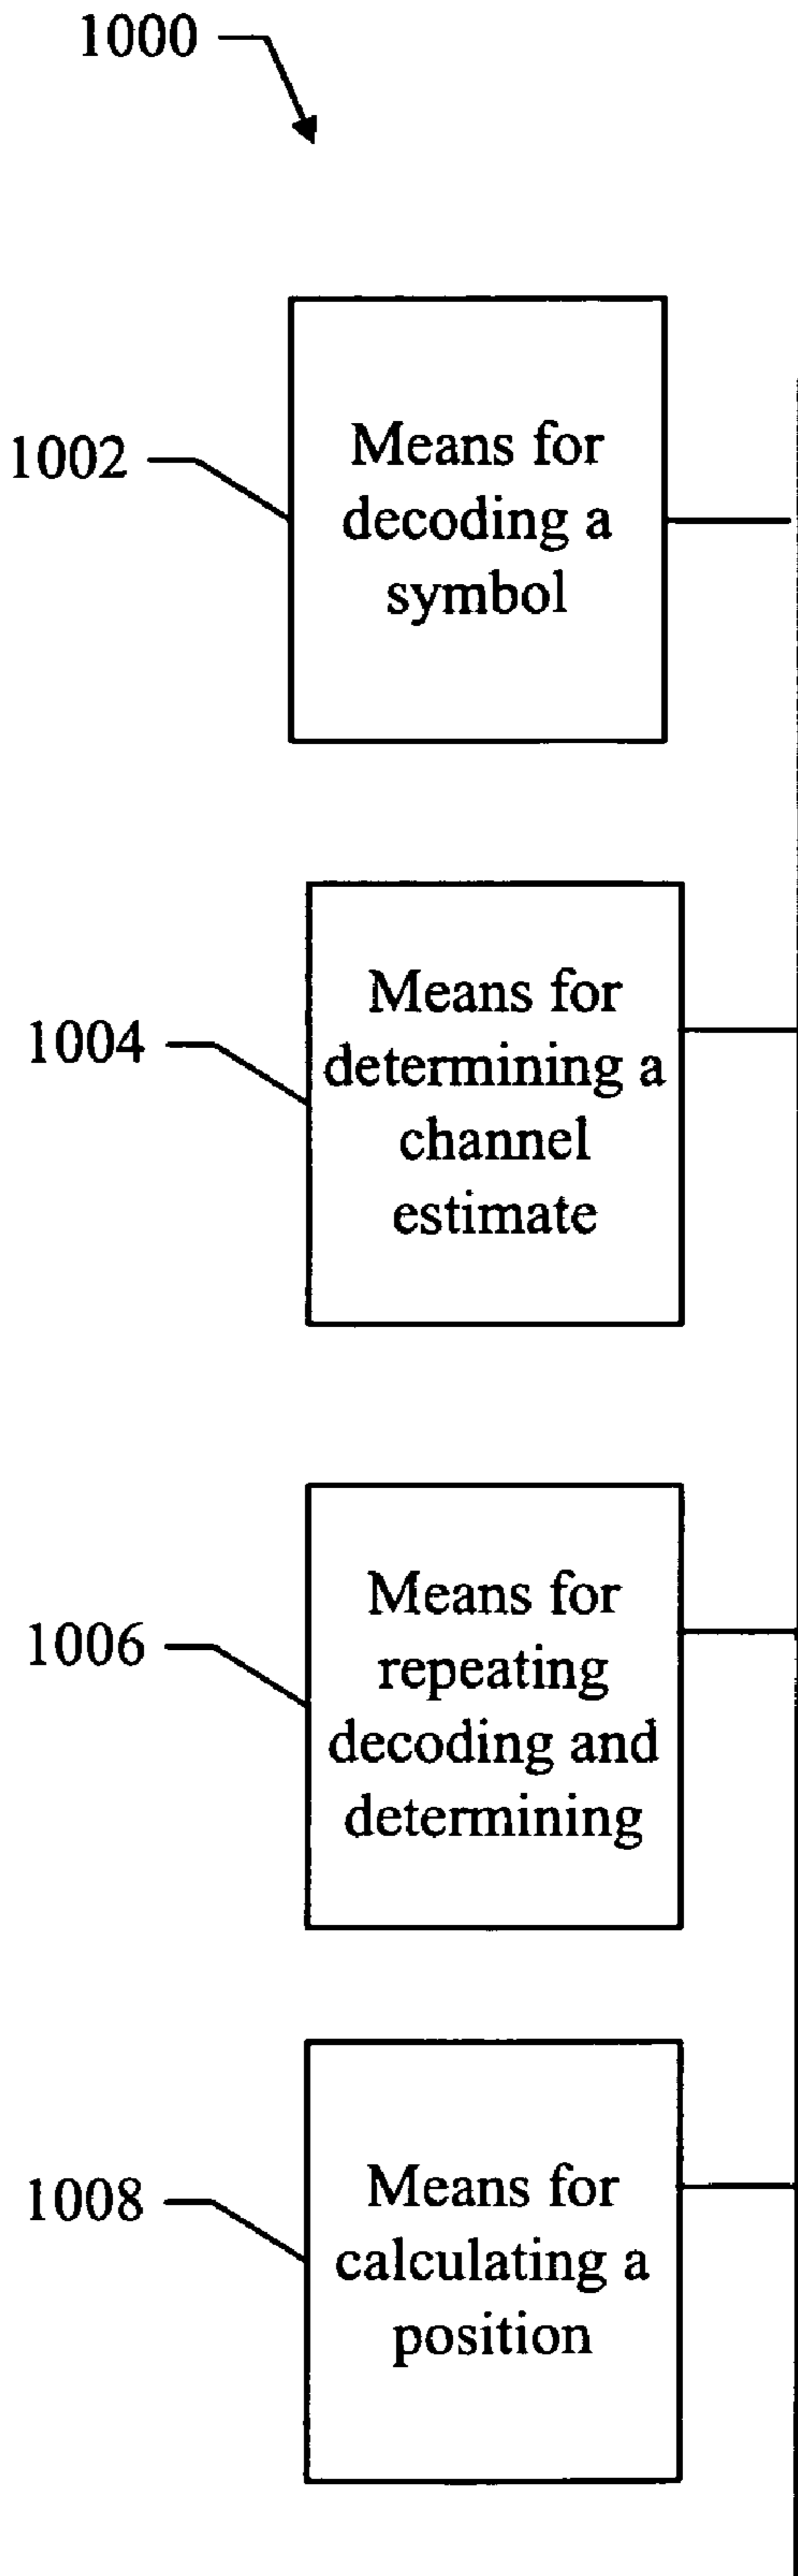 1000
1002
Means for
decoding a
symbol
1004
Means for
determining a
channel
estimate
1006
Means for
repeating
decoding and
determining
1008
Means for
calculating a
position